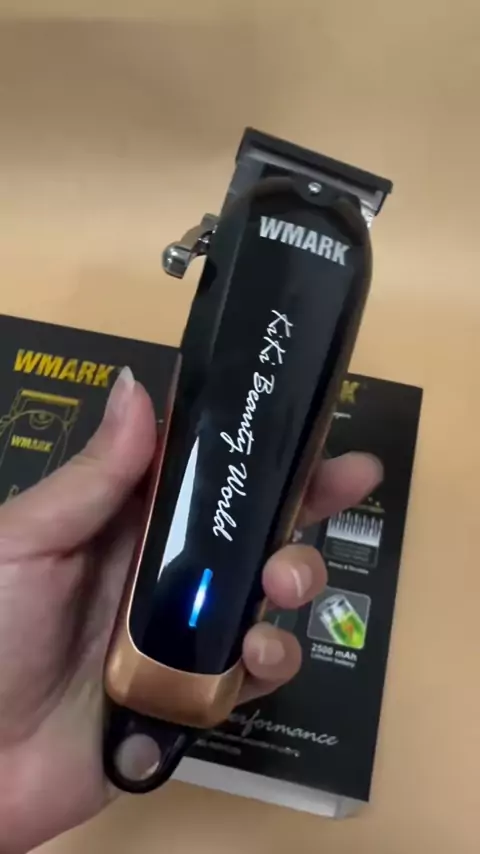 WMARK
KiKi Beauty World
WMARK
WMARK
K
2500 mAh
Lithium battery
erformance